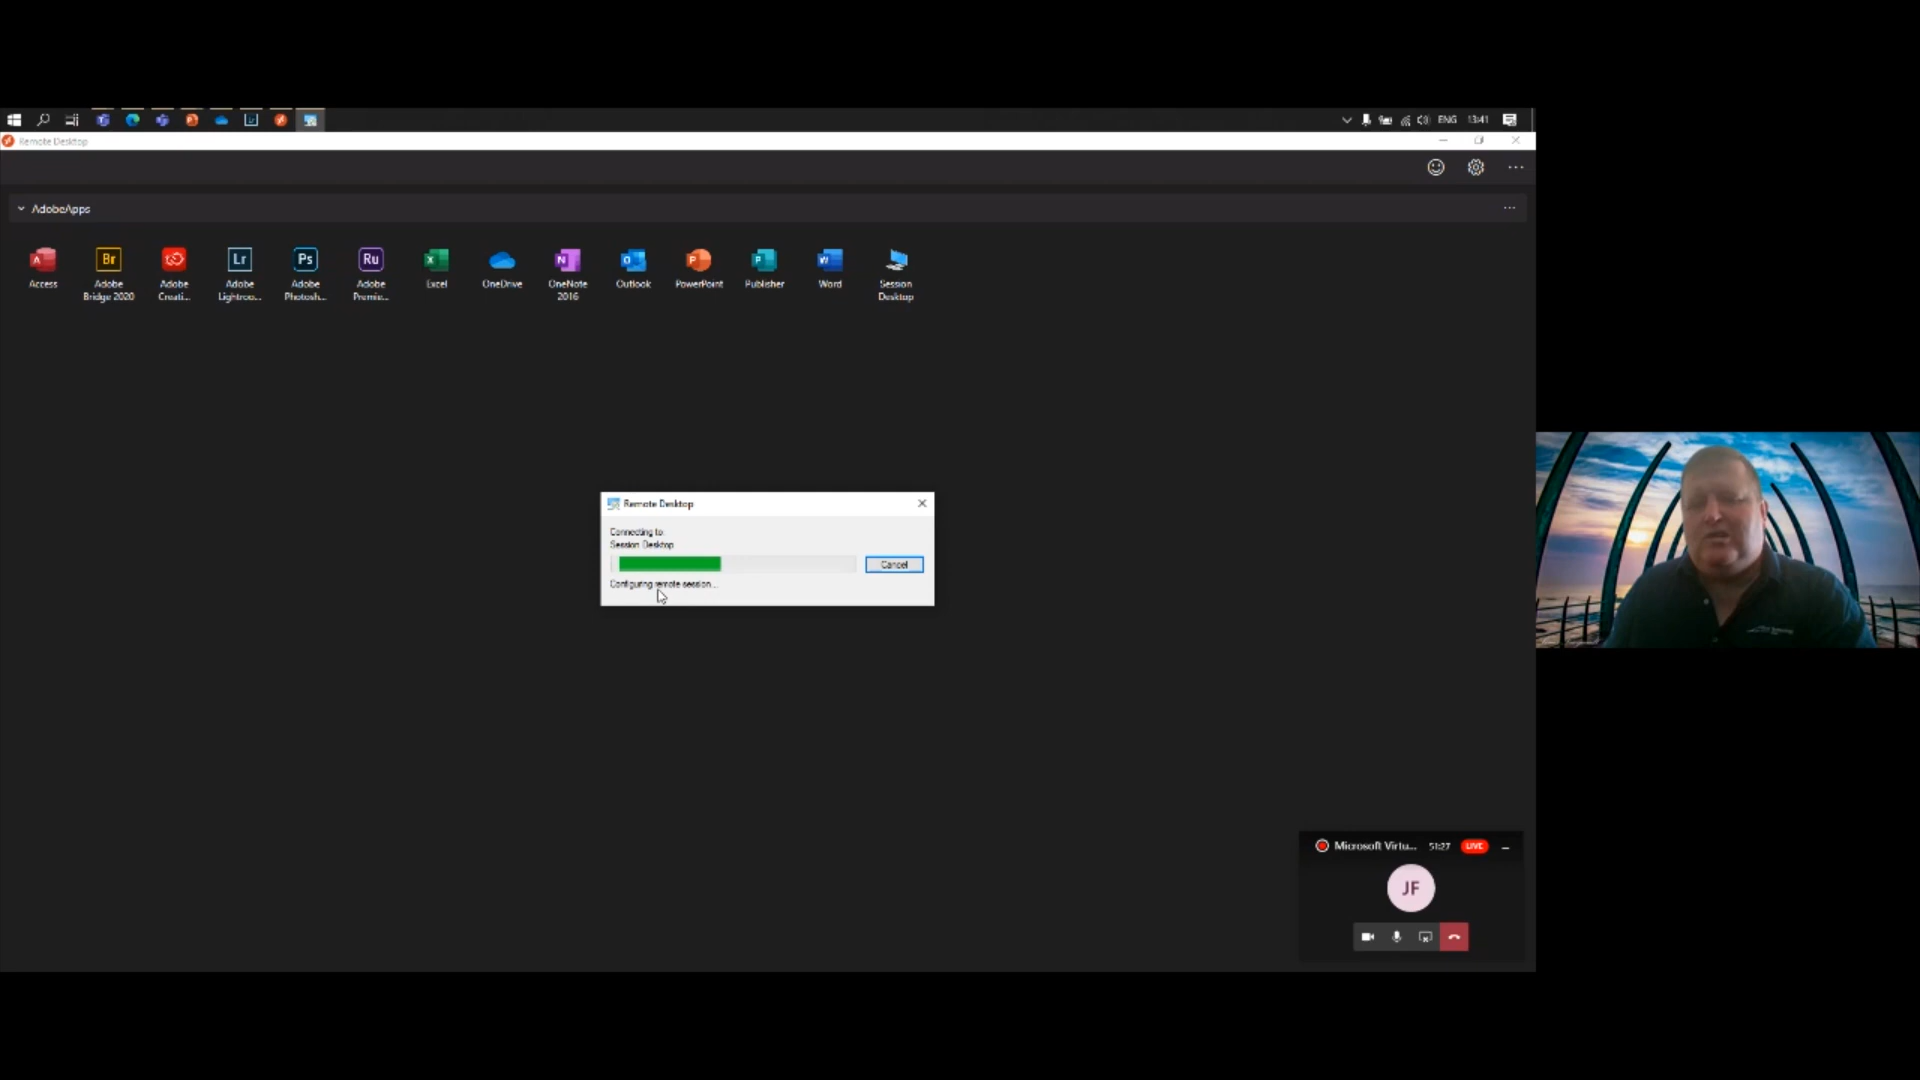 ENG 13:41
Remote Desktop
AdobeApps
Access
Br
Adobe
Bridge 2020
Adobe
Creati...
Lr
Adobe
Lightroo...
Ps
Adobe
Photosh...
Ru
Adobe
Premie...
Excel
OneDrive
OneNote
2016
Outlook
PowerPoint
Publisher
Word
Session
Desktop
Remote Desktop
Connecting to:
Session Desktop
Cancel
Configuring remote session...
Microsoft Virtu... 51:27 LIVE
JF